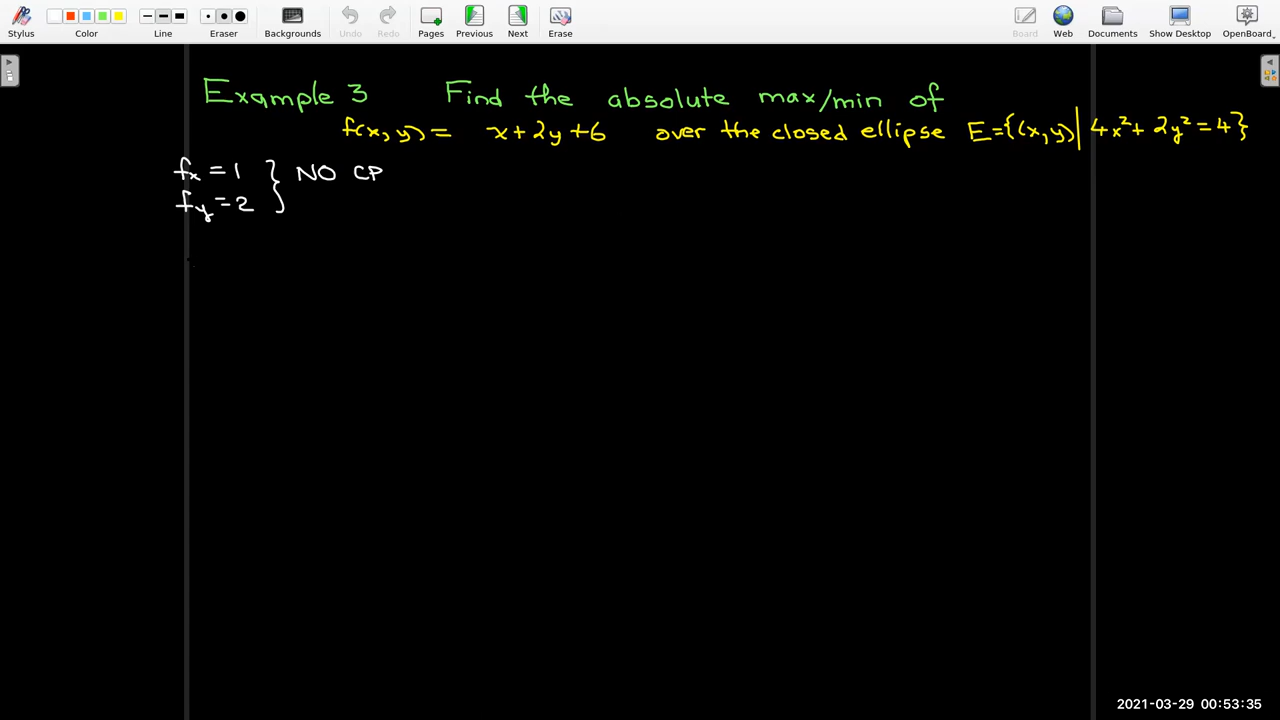 Stylus Color Line Eraser Backgrounds Undo Redo Pages Previous Next Erase Board Web Documents Show Desktop OpenBoard
Example 3 Find the absolute max/min of
f(x,y) = x+2y+6 over the closed ellipse E={(x,y)| 4x²+ 2y² = 4}
fx = 1 } NO CP
fy = 2
2021-03-29 00:53:35